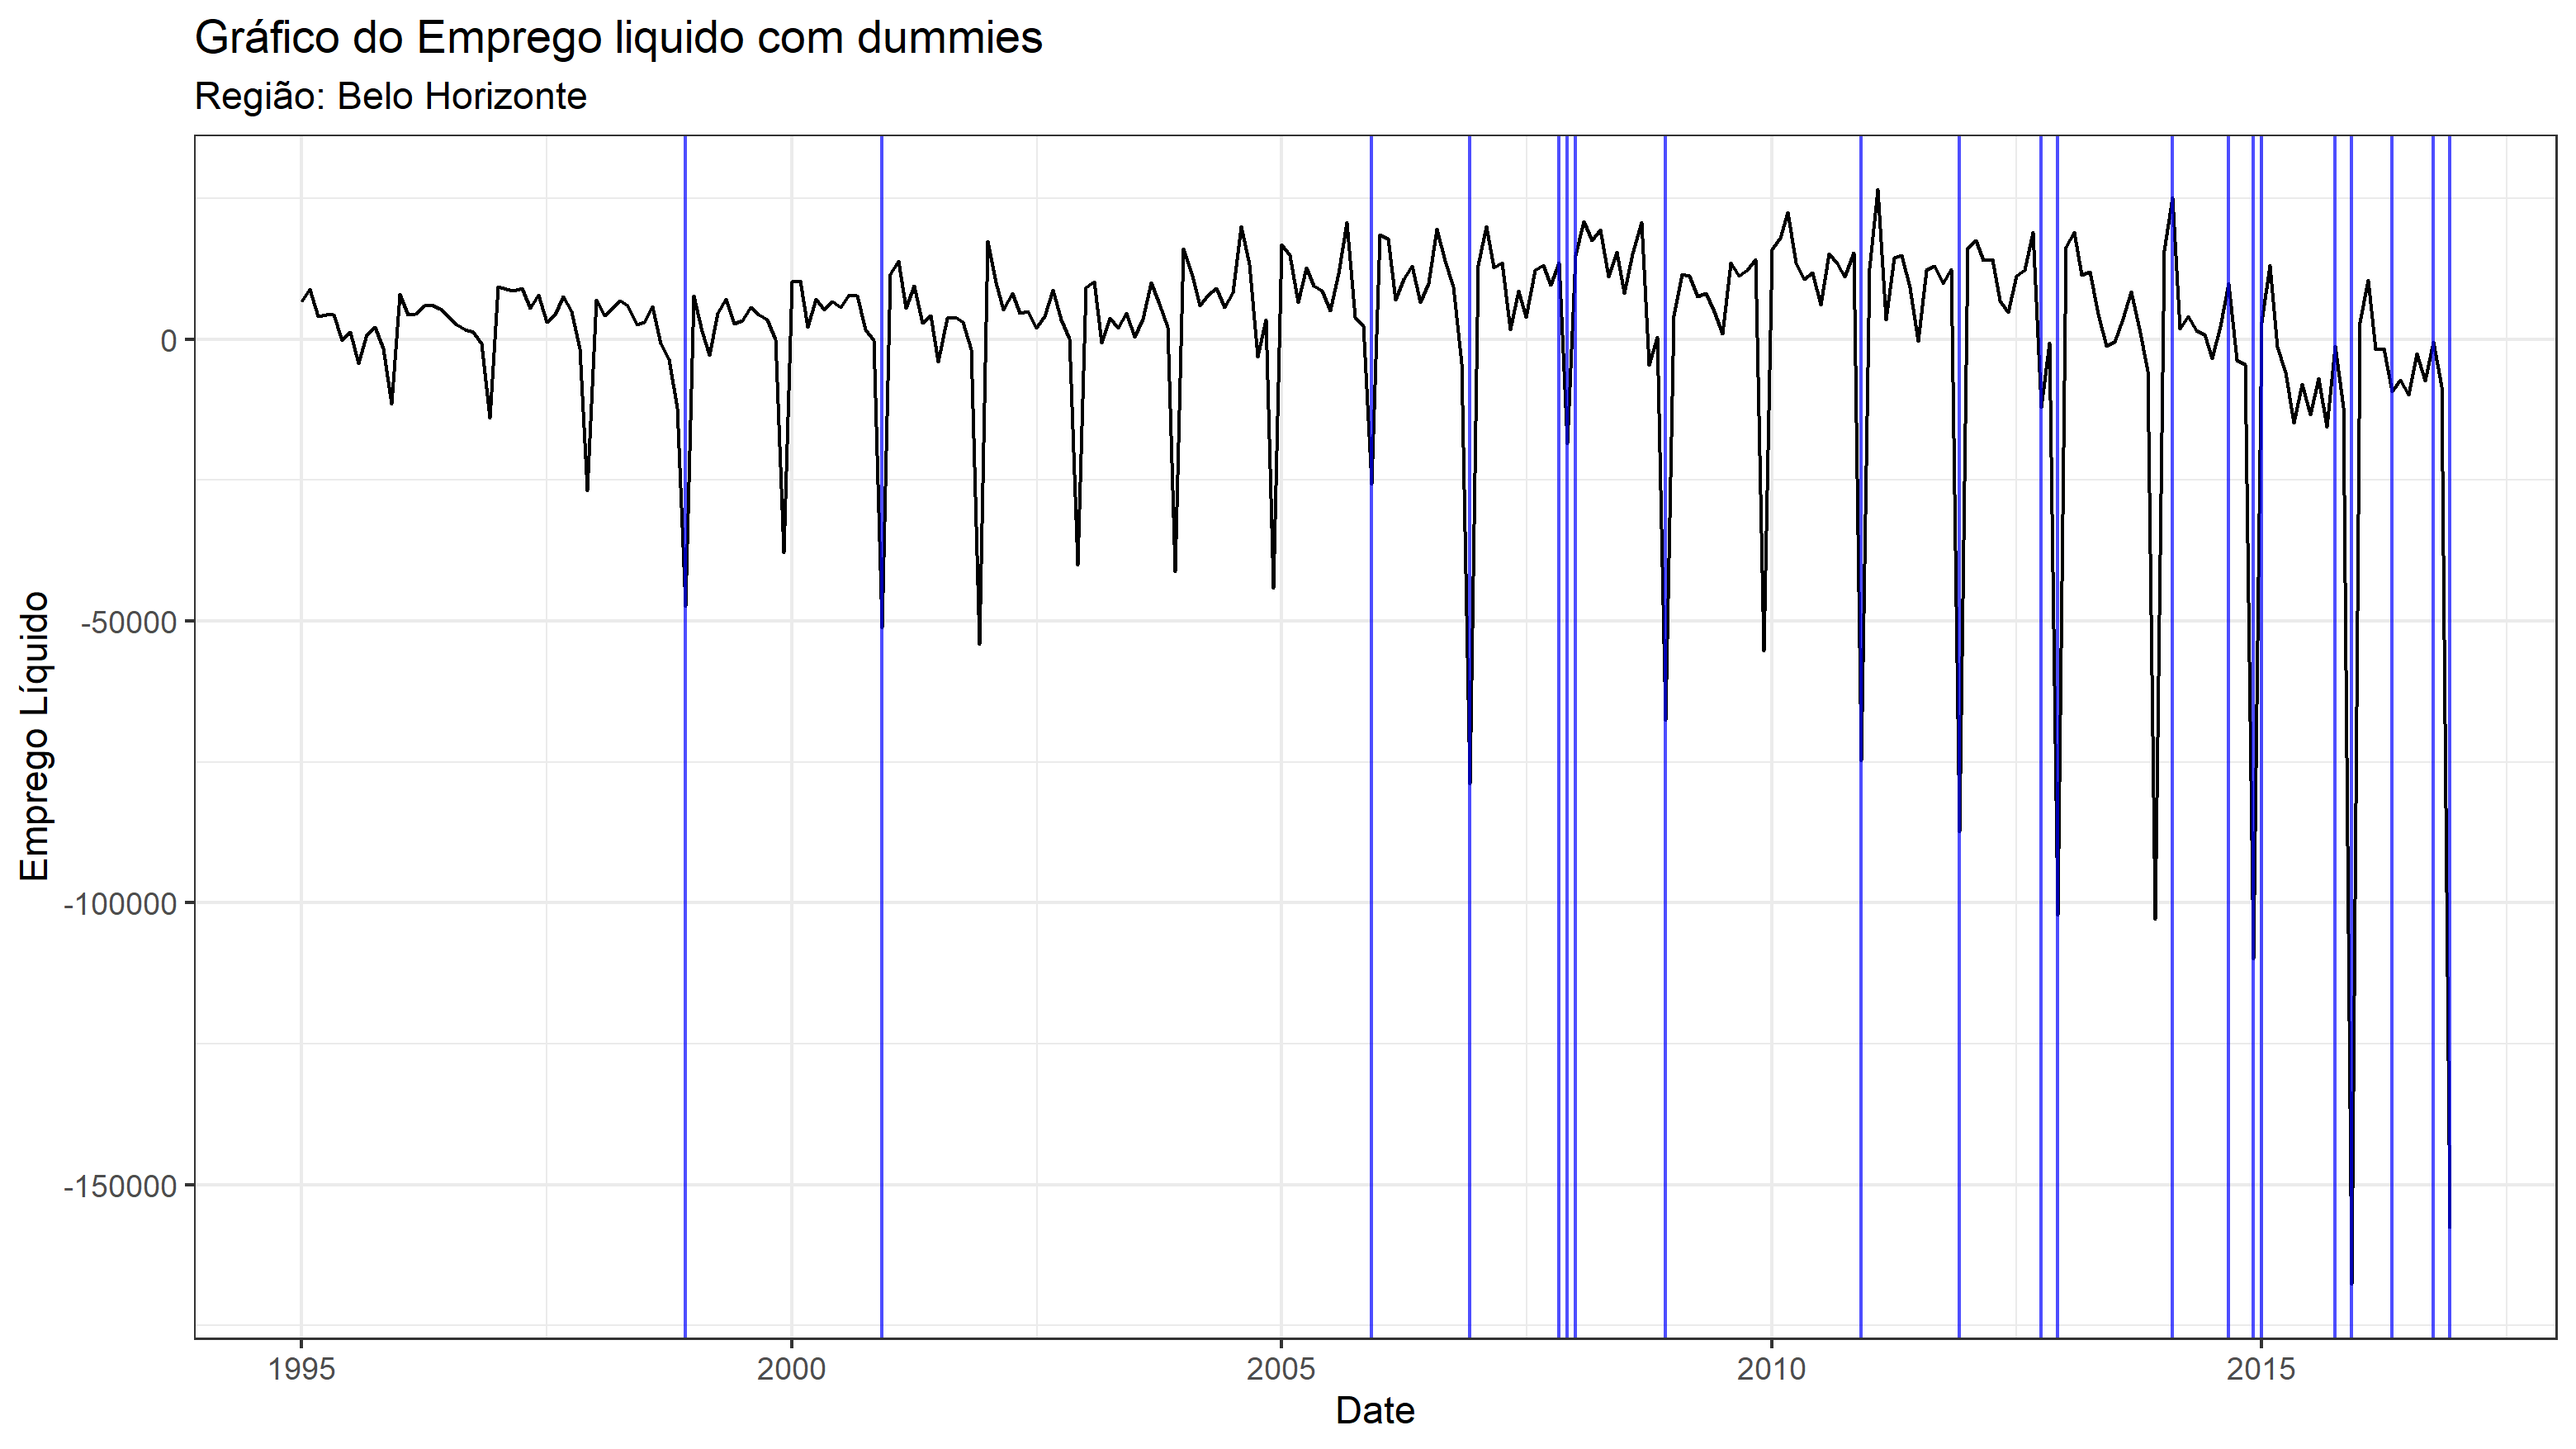 Gráfico do Emprego liquido com dummies
Região: Belo Horizonte
Emprego Líquido
0
-50000
-100000
-150000
1995
2000
2005
2010
2015
Date